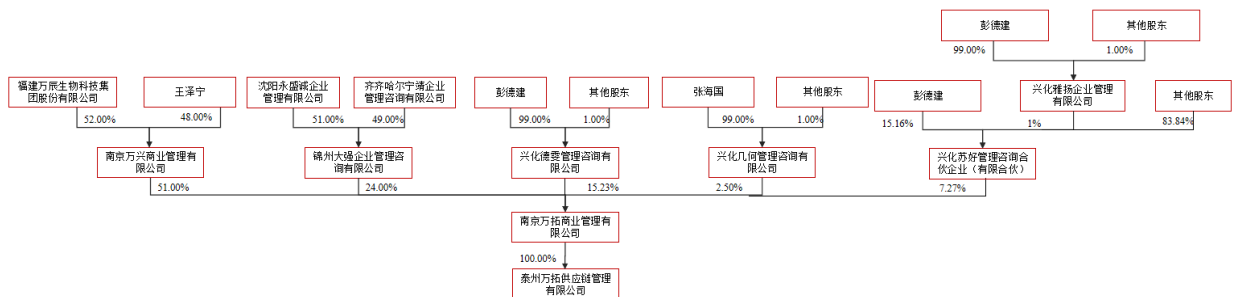 彭德建
其他股东
99.00%
1.00%
福建万辰生物科技集
团股份有限公司
王泽宁
沈阳永盛诚企业
管理有限公司
齐齐哈尔宁靖企业
管理咨询有限公司
彭德建
其他股东
张海国
其他股东
彭德建
兴化雅扬企业管理
有限公司
其他股东
52.00%
48.00%
51.00%
49.00%
99.00%
1.00%
99.00%
1.00%
15.16%
1%
83.84%
南京万兴商业管理有
限公司
锦州大强企业管理咨
询有限公司
兴化德雯管理咨询有
限公司
兴化几何管理咨询有
限公司
兴化苏好管理咨询合
伙企业（有限合伙）
51.00%
24.00%
15.23%
2.50%
7.27%
南京万拓商业管理有
限公司
100.00%
泰州万拓供应链管理
有限公司